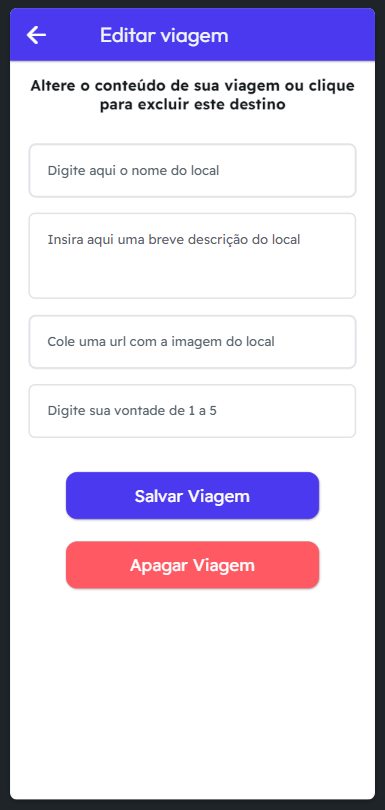 Editar viagem
Altere o conteúdo de sua viagem ou clique
para excluir este destino
Digite aqui o nome do local
Insira aqui uma breve descrição do local
Cole uma url com a imagem do local
Digite sua vontade de 1 a 5
Salvar Viagem
Apagar Viagem